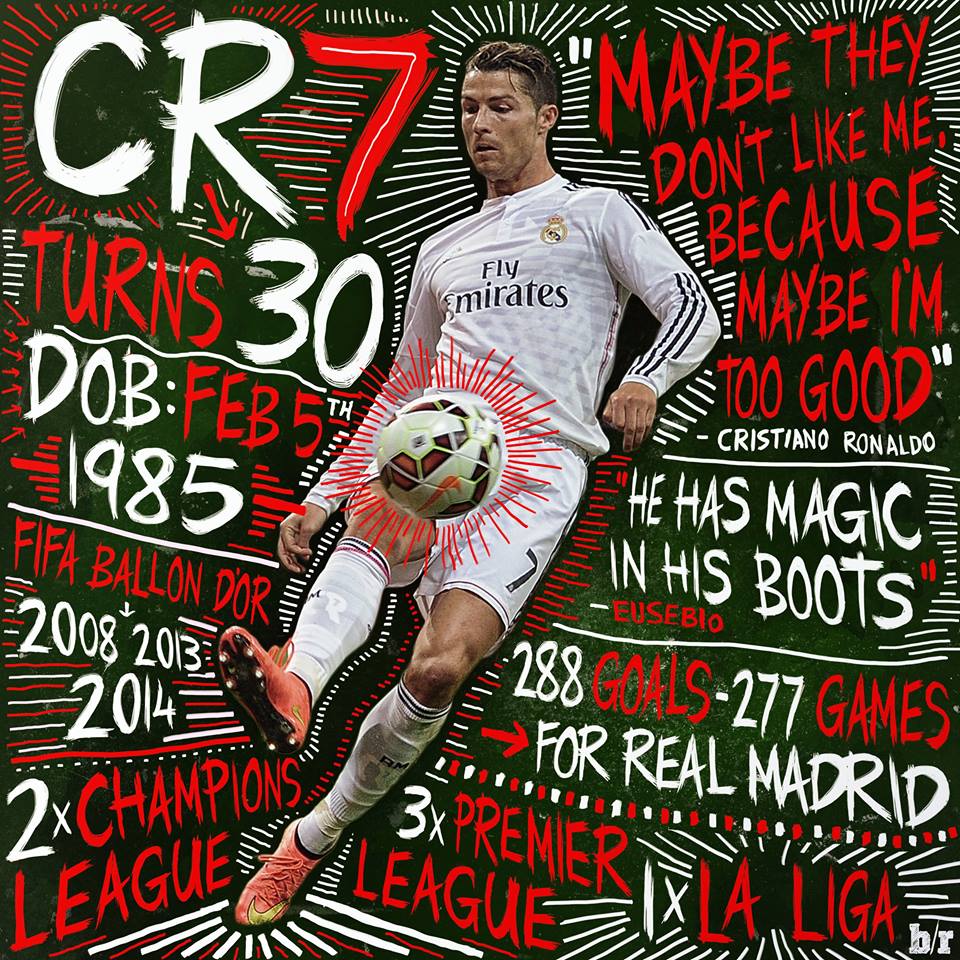 CR7
TURNS 30
DOB: FEB 5TH
1985
FIFA BALLON D'OR
2008 2013
2014
2x CHAMPIONS
LEAGUE
"MAYBE THEY
DON'T LIKE ME,
BECAUSE
MAYBE I'M
TOO GOOD"
- CRISTIANO RONALDO
"HE HAS MAGIC
IN HIS BOOTS"
- EUSEBIO
288 GOALS - 277 GAMES
FOR REAL MADRID
3x PREMIER
LEAGUE
1x LA LIGA
Fly
Emirates
7
RM
b/r